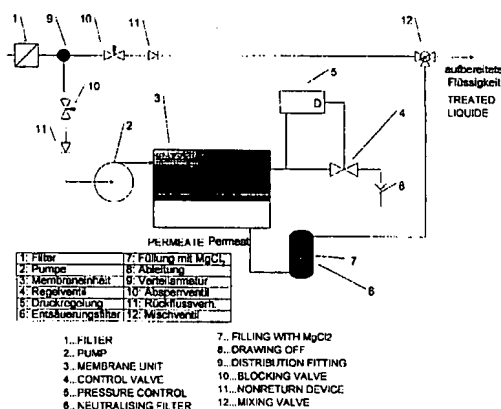 1
9
10
11
12
aufbereitete
Flüssigkeit
TREATED
LIQUIDE
5
D
4
10
3
11
2
8
PERMEATE Permeat
7
6
1: Filter
7: Füllung mit MgCl₂
2: Pumpe
8: Ableitung
3: Membraneinheit
9: Verteilarmatur
4: Regelventil
10: Absperrventil
5: Druckregelung
11: Rückflussverh.
6: Entsäuerungsfilter
12: Mischventil
1...FILTER
2...PUMP
3...MEMBRANE UNIT
4...CONTROL VALVE
5...PRESSURE CONTROL
6...NEUTRALISING FILTER
7...FILLING WITH MgCl2
8...DRAWING OFF
9...DISTRIBUTION FITTING
10...BLOCKING VALVE
11...NONRETURN DEVICE
12...MIXING VALVE